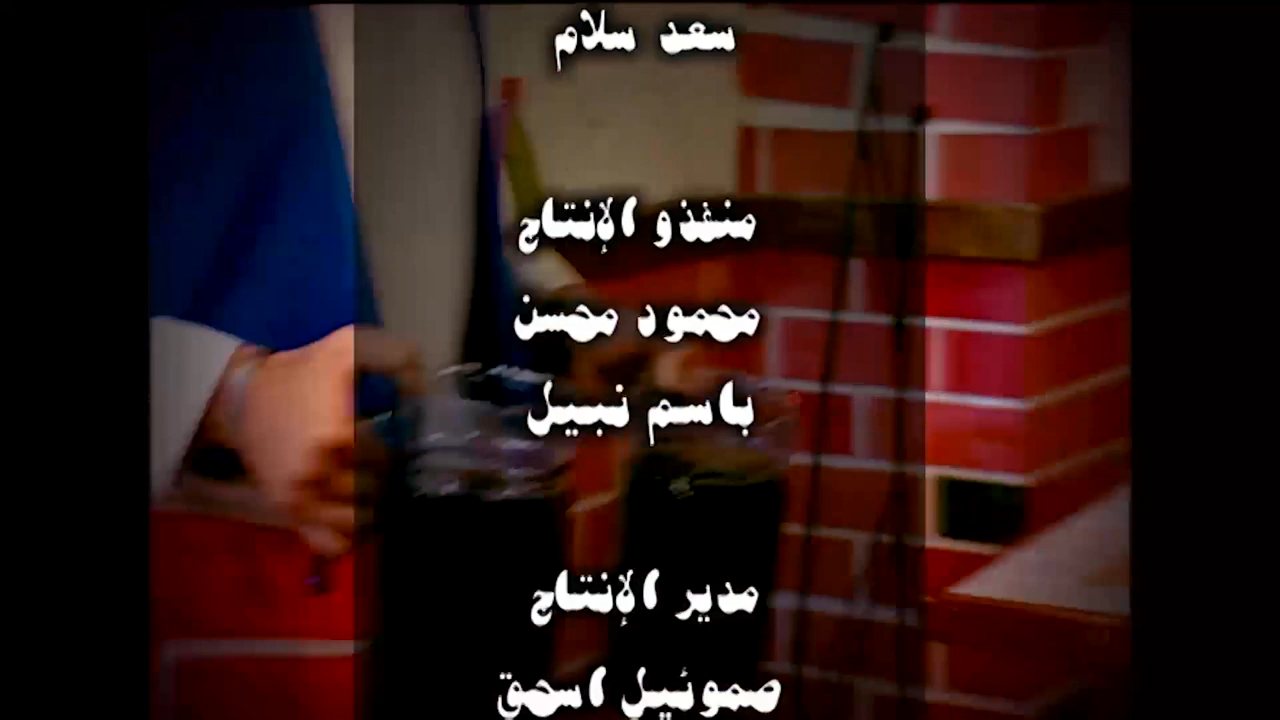 سعد سلام
منفذو الإنتاج
محمود محسن
باسم نبيل
مدير الإنتاج
صموئيل اسحق